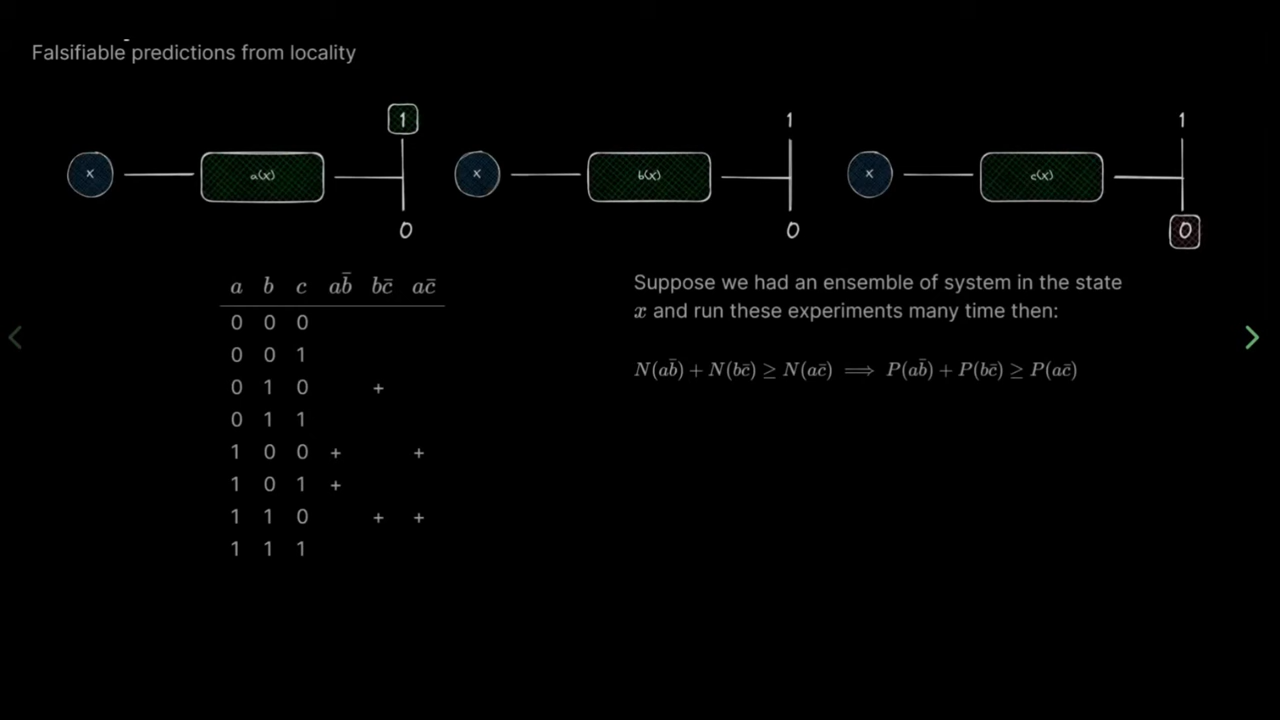 Falsifiable predictions from locality
1 1 1
x a(x) x b(x) x c(x)
0 0 0
a b c ab̄ bc̄ ac̄
0 0 0
0 0 1
0 1 0 +
0 1 1
1 0 0 + +
1 0 1 +
1 1 0 + +
1 1 1
Suppose we had an ensemble of system in the state
x and run these experiments many time then:
N(ab̄) + N(bc̄) ≥ N(ac̄) ⟹ P(ab̄) + P(bc̄) ≥ P(ac̄)